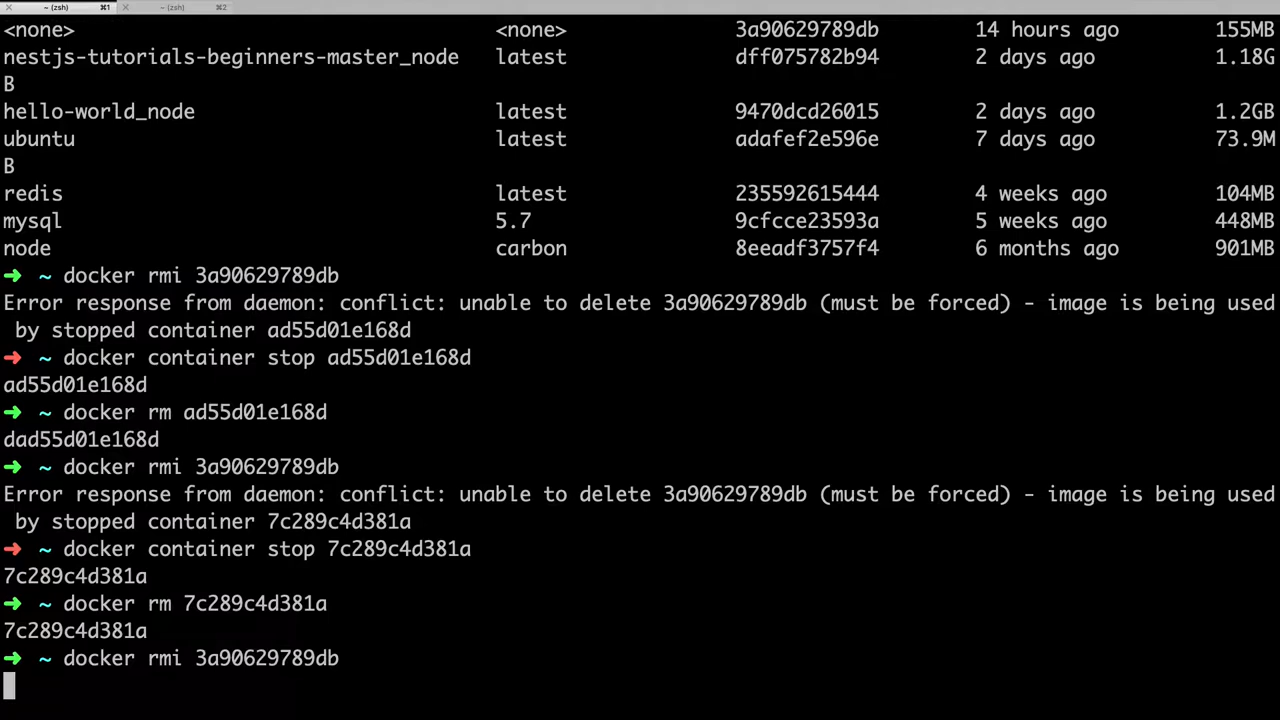 ~ (zsh) ⌘1 ~ (zsh) ⌘2
<none> <none> 3a90629789db 14 hours ago 155MB
nestjs-tutorials-beginners-master_node latest dff075782b94 2 days ago 1.18G
B
hello-world_node latest 9470dcd26015 2 days ago 1.2GB
ubuntu latest adafef2e596e 7 days ago 73.9M
B
redis latest 235592615444 4 weeks ago 104MB
mysql 5.7 9cfcce23593a 5 weeks ago 448MB
node carbon 8eeadf3757f4 6 months ago 901MB
➜ ~ docker rmi 3a90629789db
Error response from daemon: conflict: unable to delete 3a90629789db (must be forced) - image is being used
by stopped container ad55d01e168d
➜ ~ docker container stop ad55d01e168d
ad55d01e168d
➜ ~ docker rm ad55d01e168d
dad55d01e168d
➜ ~ docker rmi 3a90629789db
Error response from daemon: conflict: unable to delete 3a90629789db (must be forced) - image is being used
by stopped container 7c289c4d381a
➜ ~ docker container stop 7c289c4d381a
7c289c4d381a
➜ ~ docker rm 7c289c4d381a
7c289c4d381a
➜ ~ docker rmi 3a90629789db